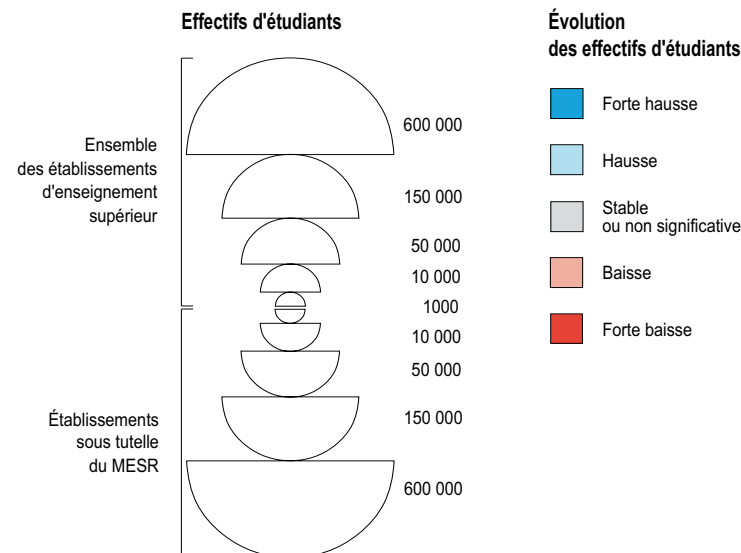 Effectifs d'étudiants
Ensemble
des établissements
d'enseignement
supérieur
600 000
150 000
50 000
10 000
1000
10 000
50 000
150 000
600 000
Établissements
sous tutelle
du MESR
Évolution
des effectifs d'étudiants
Forte hausse
Hausse
Stable
ou non significative
Baisse
Forte baisse